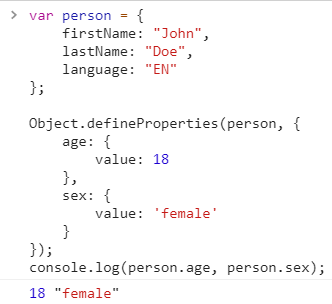 > var person = {
    firstName: "John",
    lastName: "Doe",
    language: "EN"
};

Object.defineProperties(person, {
    age: {
        value: 18
    },
    sex: {
        value: 'female'
    }
});
console.log(person.age, person.sex);
18 "female"